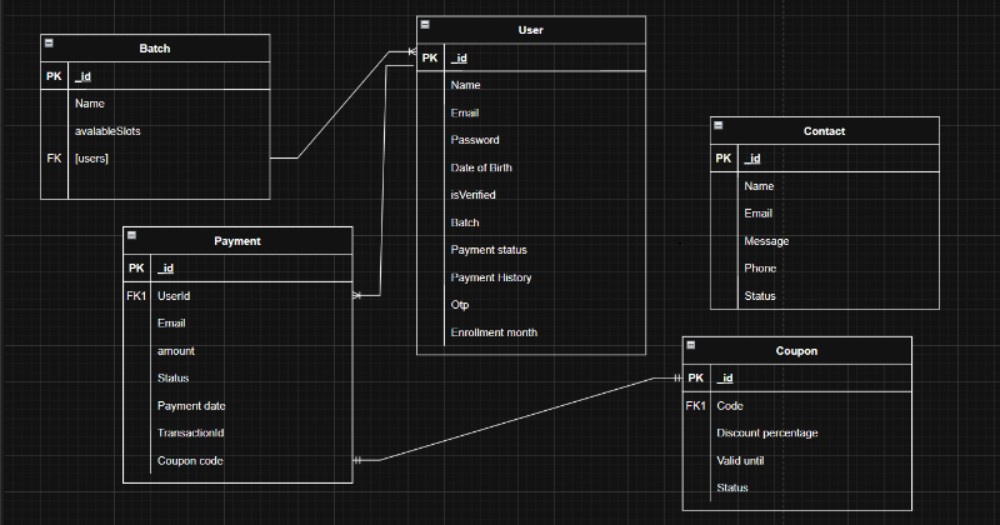 Batch
PK _id
Name
avalableSlots
FK [users]
User
PK _id
Name
Email
Password
Date of Birth
isVerified
Batch
Payment status
Payment History
Otp
Enrollment month
Contact
PK _id
Name
Email
Message
Phone
Status
Payment
PK _id
FK1 UserId
Email
amount
Status
Payment date
TransactionId
Coupon code
Coupon
PK _id
FK1 Code
Discount percentage
Valid until
Status